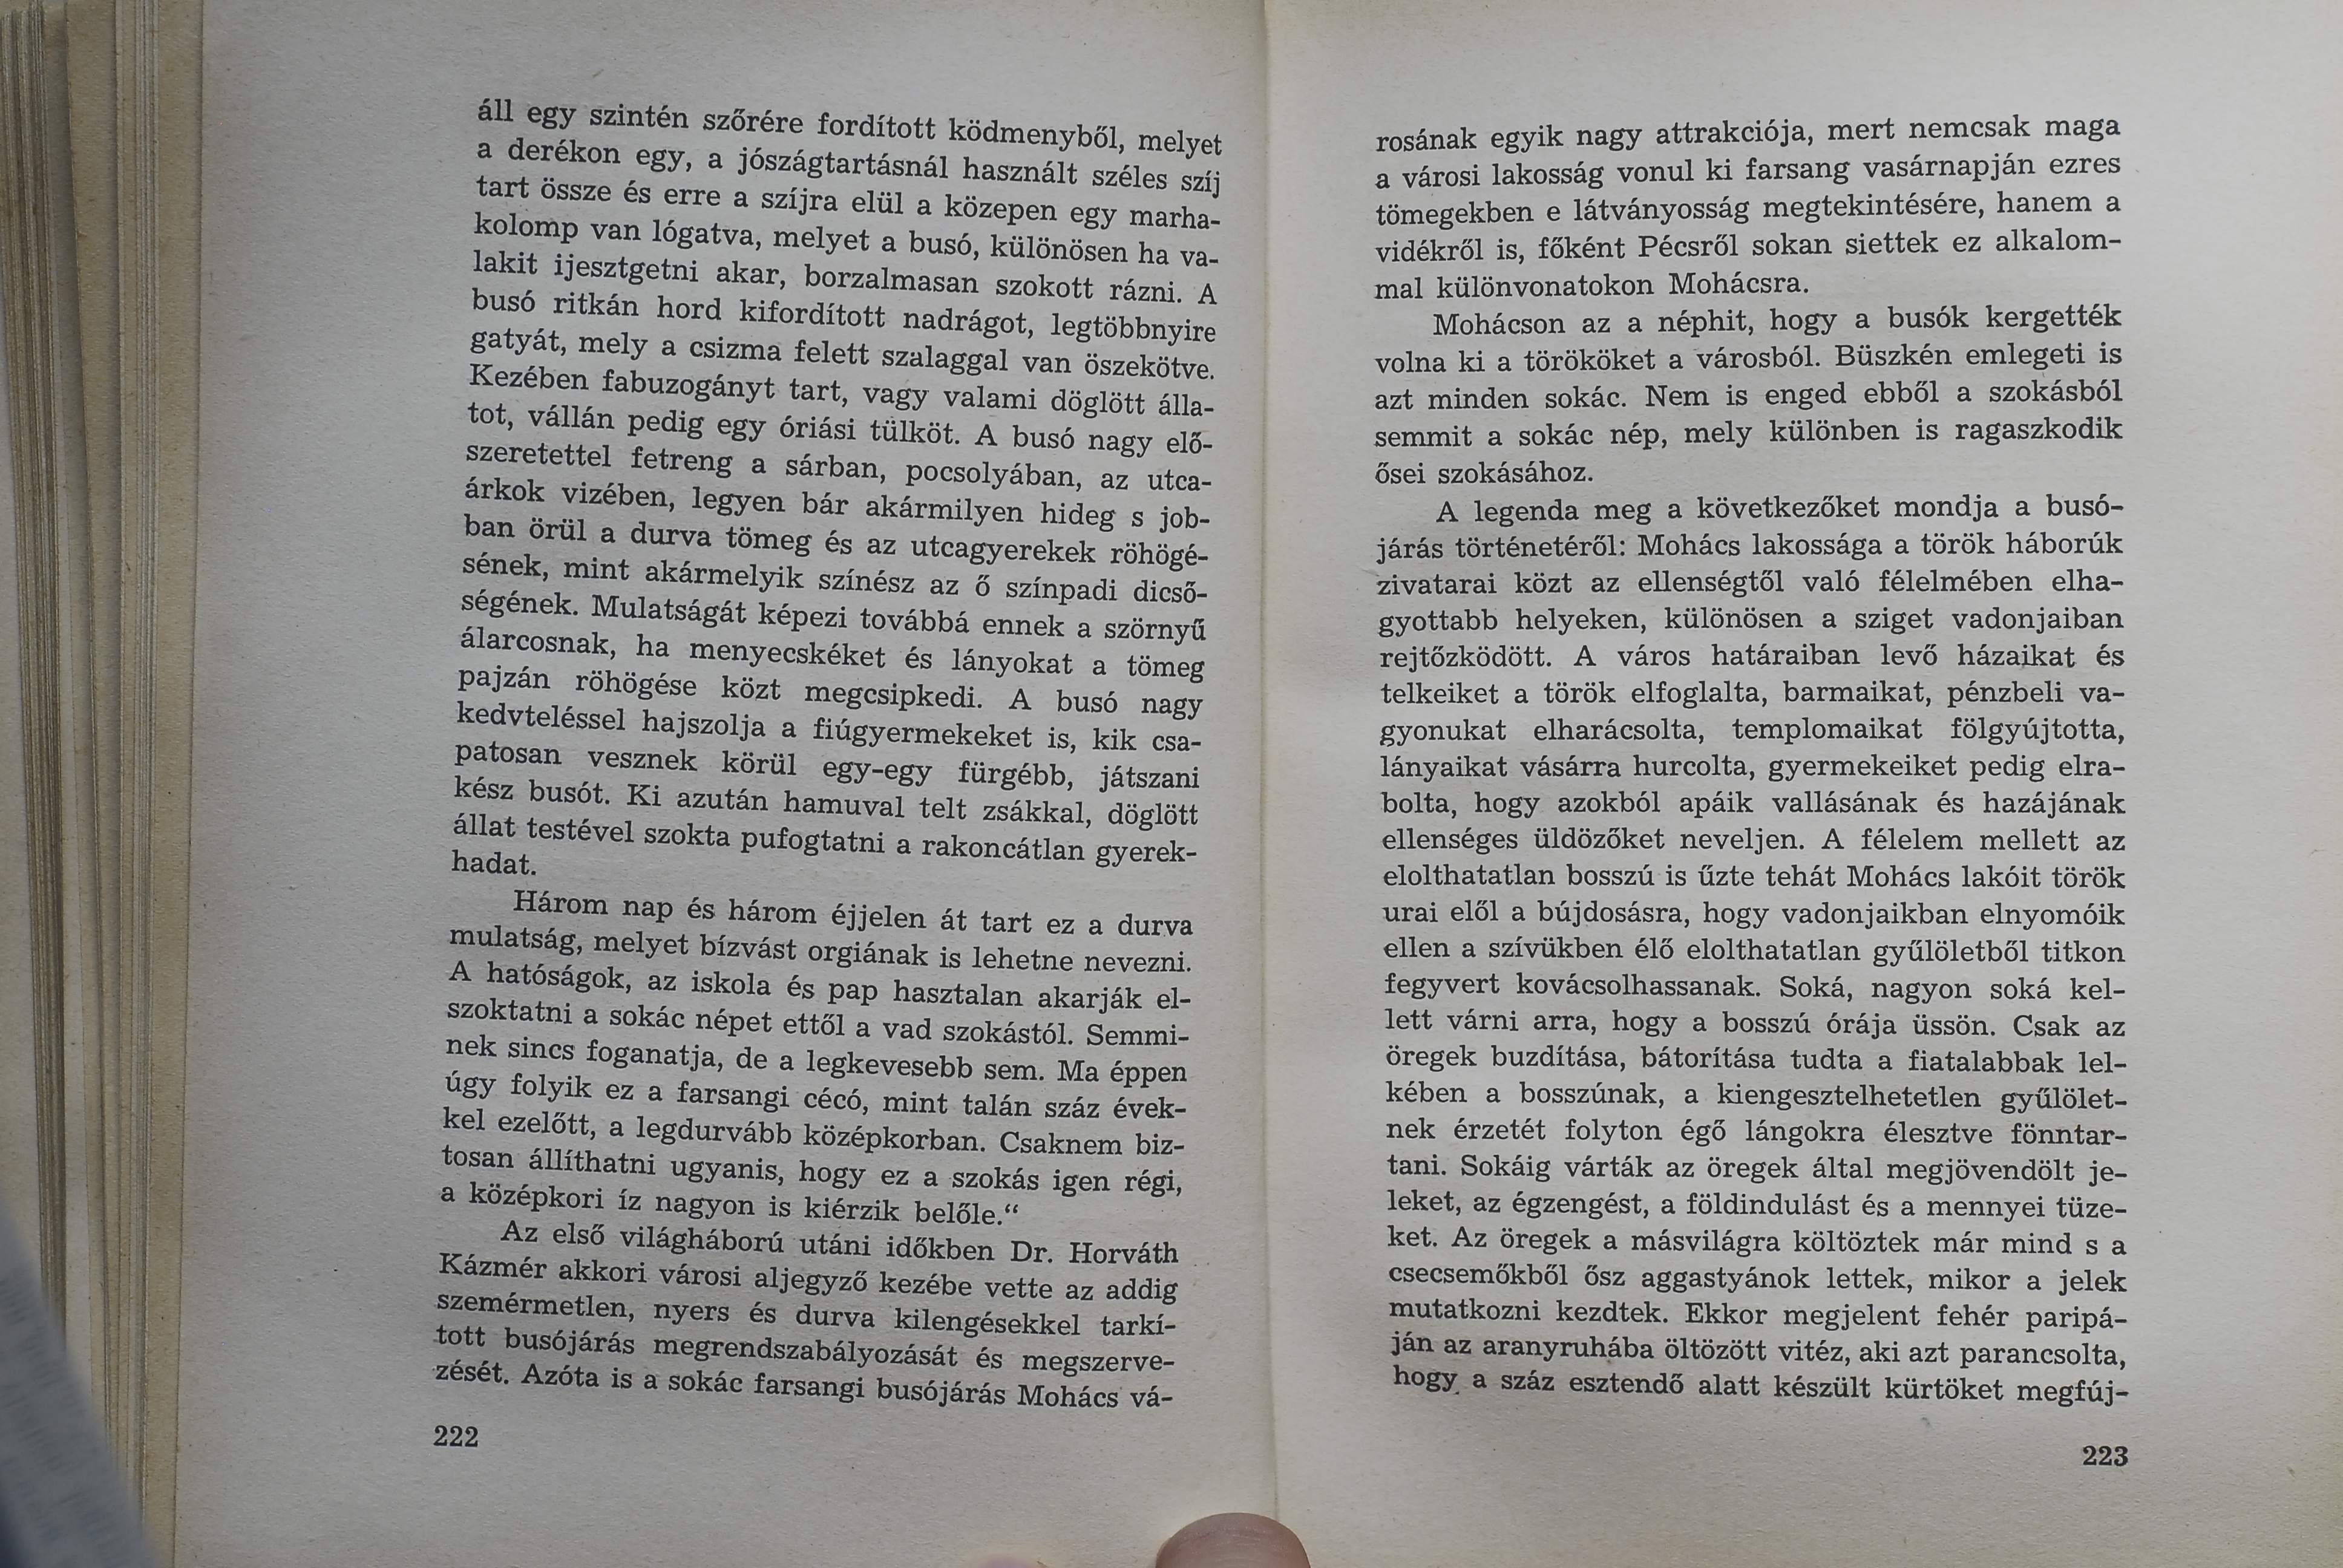 áll egy szintén szőrére fordított ködmenyből, melyet
a derékon egy, a jószágtartásnál használt széles szíj
tart össze és erre a szíjra elül a közepen egy marha-
kolomp van lógatva, melyet a busó, különösen ha va-
lakit ijesztgetni akar, borzalmasan szokott rázni. A
busó ritkán hord kifordított nadrágot, legtöbbnyire
gatyát, mely a csizma felett szalaggal van öszekötve.
Kezében fabuzogányt tart, vagy valami döglött álla-
tot, vállán pedig egy óriási tülköt. A busó nagy elő-
szeretettel fetreng a sárban, pocsolyában, az utca-
árkok vizében, legyen bár akármilyen hideg s job-
ban örül a durva tömeg és az utcagyerekek röhögé-
sének, mint akármelyik színész az ő színpadi dicső-
ségének. Mulatságát képezi továbbá ennek a szörnyű
álarcosnak, ha menyecskéket és lányokat a tömeg
pajzán röhögése közt megcsipkedi. A busó nagy
kedvteléssel hajszolja a fiúgyermekeket is, kik csa-
patosan vesznek körül egy-egy fürgébb, játszani
kész busót. Ki azután hamuval telt zsákkal, döglött
állat testével szokta pufogtatni a rakoncátlan gyerek-
hadat.
Három nap és három éjjelen át tart ez a durva
mulatság, melyet bízvást orgiának is lehetne nevezni.
A hatóságok, az iskola és pap hasztalan akarják el-
szoktatni a sokác népet ettől a vad szokástól. Semmi-
nek sincs foganatja, de a legkevesebb sem. Ma éppen
úgy folyik ez a farsangi cécó, mint talán száz évek-
kel ezelőtt, a legdurvább középkorban. Csaknem biz-
tosan állíthatni ugyanis, hogy ez a szokás igen régi,
a középkori íz nagyon is kiérzik belőle.“
Az első világháború utáni időkben Dr. Horváth
Kázmér akkori városi aljegyző kezébe vette az addig
szemérmetlen, nyers és durva kilengésekkel tarkí-
tott busójárás megrendszabályozását és megszerve-
zését. Azóta is a sokác farsangi busójárás Mohács vá-
222
rosának egyik nagy attrakciója, mert nemcsak maga
a városi lakosság vonul ki farsang vasárnapján ezres
tömegekben e látványosság megtekintésére, hanem a
vidékről is, főként Pécsről sokan siettek ez alkalom-
mal különvonatokon Mohácsra.
Mohácson az a néphit, hogy a busók kergették
volna ki a törököket a városból. Büszkén emlegeti is
azt minden sokác. Nem is enged ebből a szokásból
semmit a sokác nép, mely különben is ragaszkodik
ősei szokásához.
A legenda meg a következőket mondja a busó-
járás történetéről: Mohács lakossága a török háborúk
zivatarai közt az ellenségtől való félelmében elha-
gyottabb helyeken, különösen a sziget vadonjaiban
rejtőzködött. A város határaiban levő házaikat és
telkeiket a török elfoglalta, barmaikat, pénzbeli va-
gyonukat elharácsolta, templomaikat fölgyújtotta,
lányaikat vásárra hurcolta, gyermekeiket pedig elra-
bolta, hogy azokból apáik vallásának és hazájának
ellenséges üldözőket neveljen. A félelem mellett az
elolthatatlan bosszú is űzte tehát Mohács lakóit török
urai elől a bújdosásra, hogy vadonjaikban elnyomóik
ellen a szívükben élő elolthatatlan gyűlöletből titkon
fegyvert kovácsolhassanak. Soká, nagyon soká kel-
lett várni arra, hogy a bosszú órája üssön. Csak az
öregek buzdítása, bátorítása tudta a fiatalabbak lel-
kében a bosszúnak, a kiengesztelhetetlen gyűlölet-
nek érzetét folyton égő lángokra élesztve fönntar-
tani. Sokáig várták az öregek által megjövendölt je-
leket, az égzengést, a földindulást és a mennyei tüze-
ket. Az öregek a másvilágra költöztek már mind s a
csecsemőkből ősz aggastyánok lettek, mikor a jelek
mutatkozni kezdtek. Ekkor megjelent fehér paripá-
ján az aranyruhába öltözött vitéz, aki azt parancsolta,
hogy a száz esztendő alatt készült kürtöket megfúj-
223